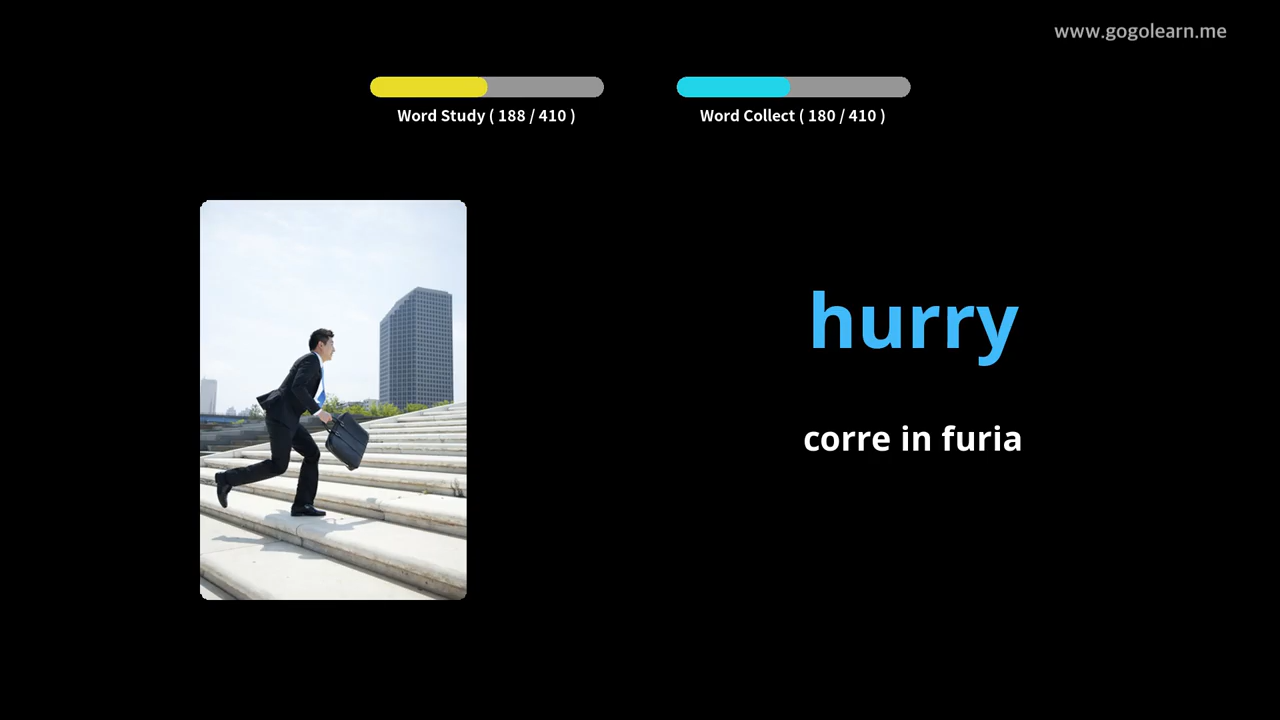 www.gogolearn.me
Word Study ( 188 / 410 )
Word Collect ( 180 / 410 )
hurry
corre in furia